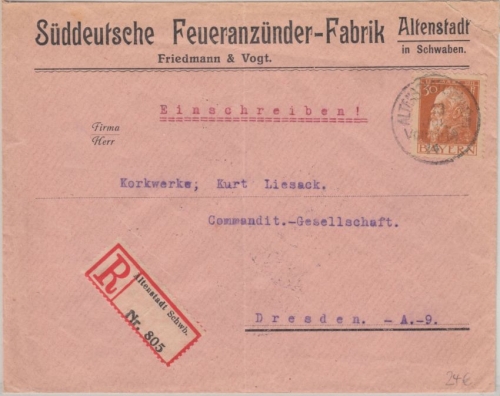 Süddeutsche Feueranzünder-Fabrik Altenstadt
in Schwaben.
Friedmann & Vogt.
Einschreiben!
30
BAYERN
Firma
Herr
Korkwerke; Kurt Liesack.
Commandit.-Gesellschaft.
R
Altenstadt Schwb.
Nr. 805
Dresden. -A.-9.
24€